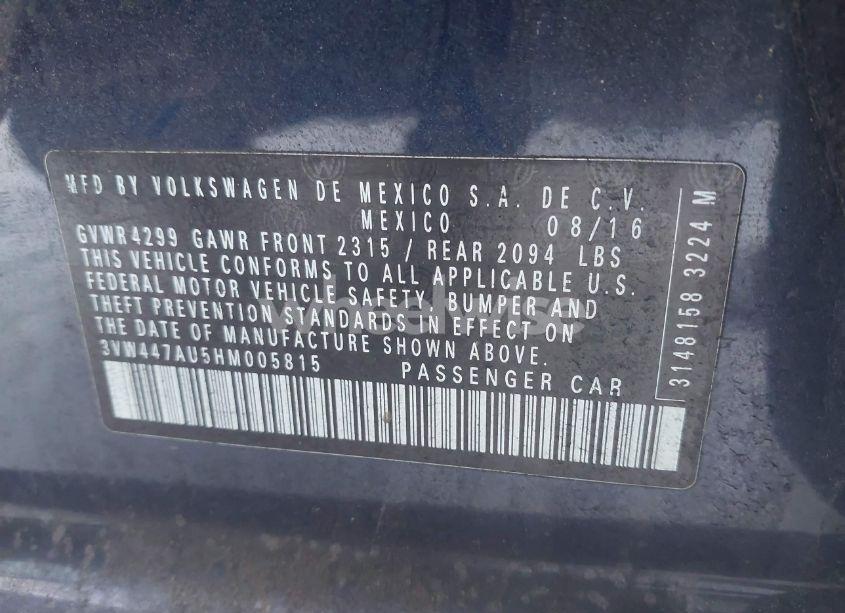 MFD BY VOLKSWAGEN DE MEXICO S.A. DE C.V.
MEXICO 08/16
GVWR4299 GAWR FRONT 2315 / REAR 2094 LBS
THIS VEHICLE CONFORMS TO ALL APPLICABLE U.S.
FEDERAL MOTOR VEHICLE SAFETY, BUMPER AND
THEFT PREVENTION STANDARDS IN EFFECT ON
THE DATE OF MANUFACTURE SHOWN ABOVE.
3VW447AU5HM005815
PASSENGER CAR
3148158 3224 M